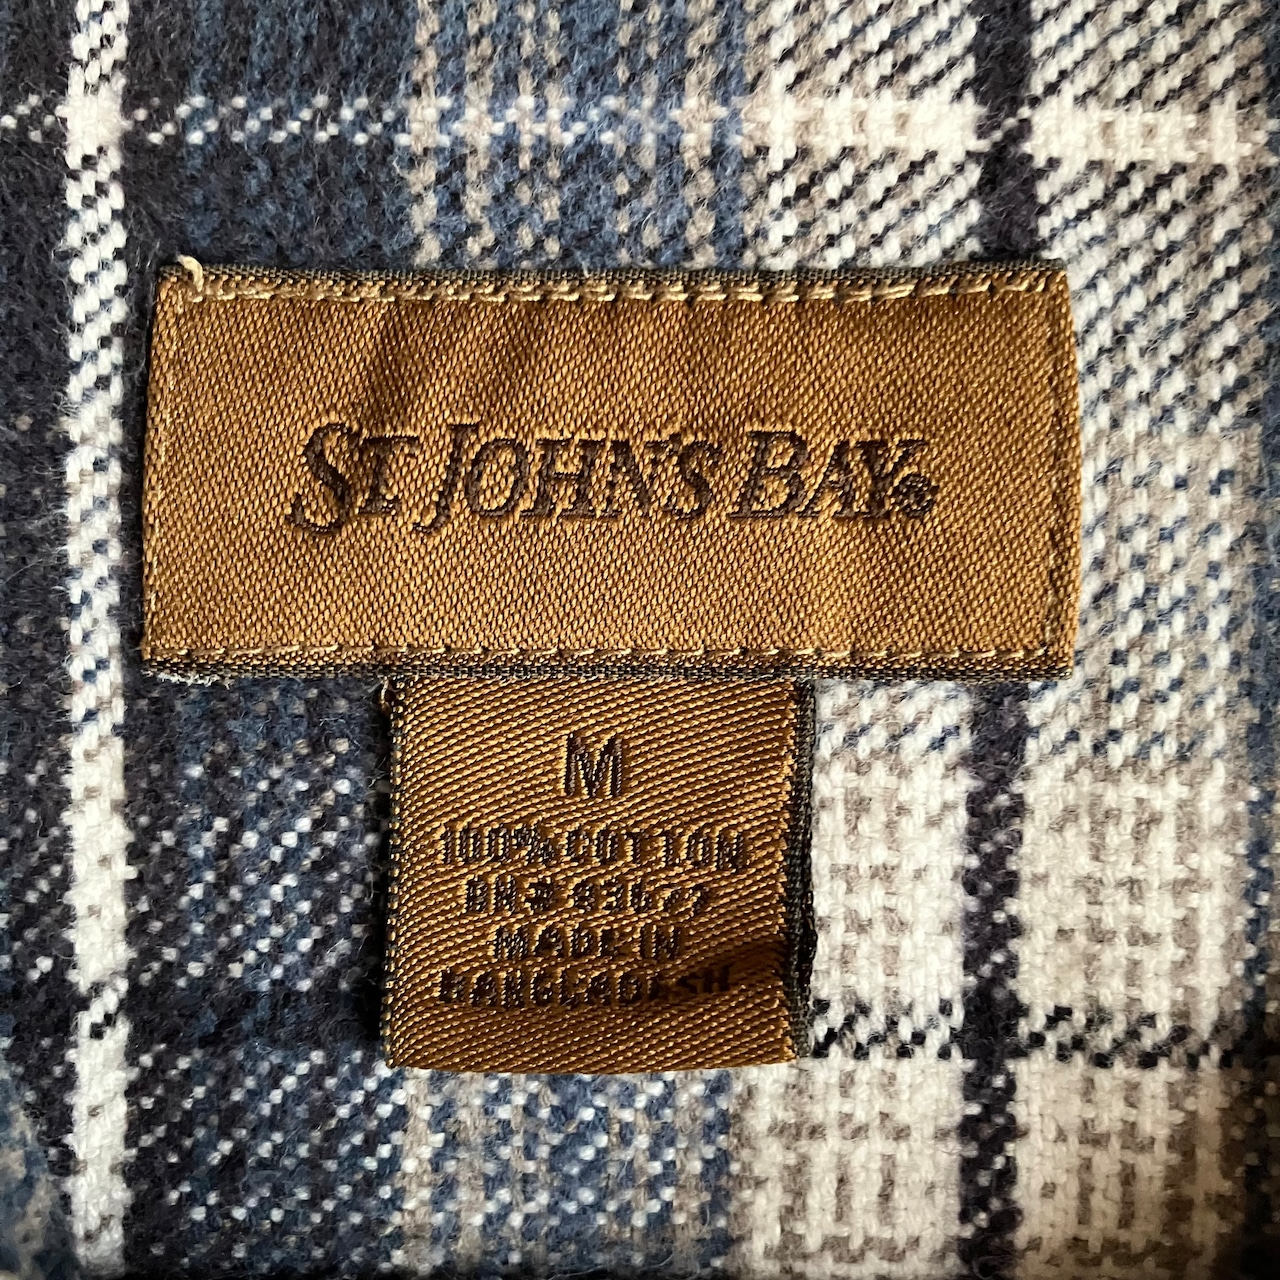 ST. JOHN'S BAY®
M
100% COTTON
RN# 93677
MADE IN
BANGLADESH